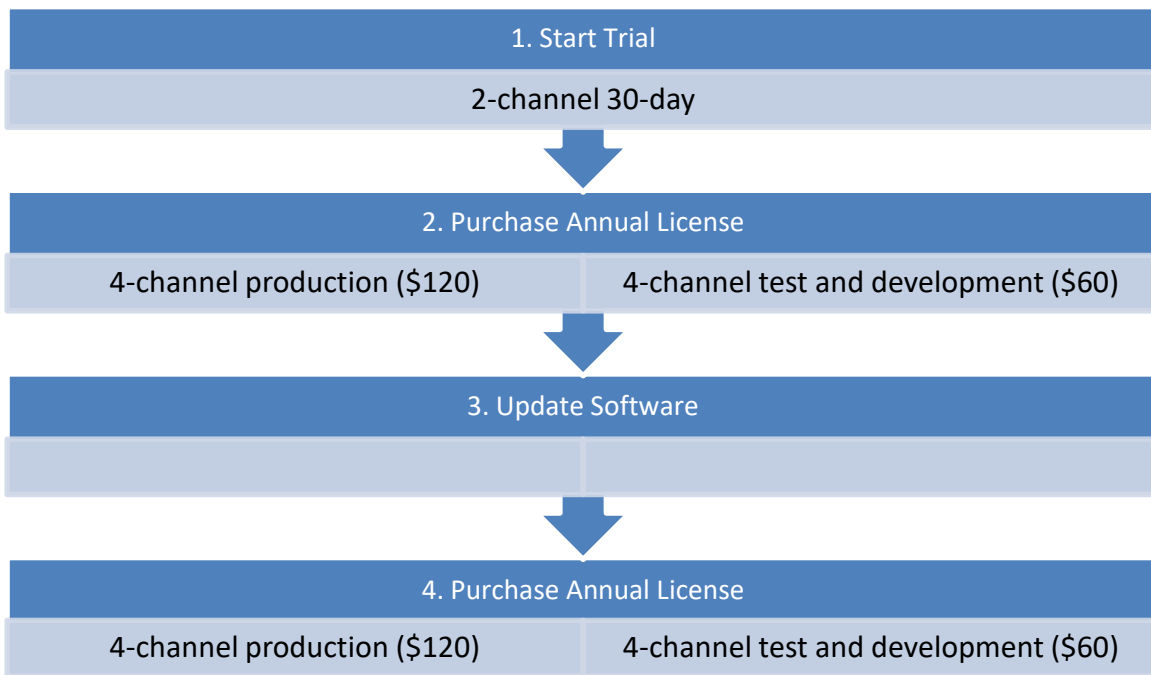 1. Start Trial
2-channel 30-day
2. Purchase Annual License
4-channel production ($120)
4-channel test and development ($60)
3. Update Software
4. Purchase Annual License
4-channel production ($120)
4-channel test and development ($60)